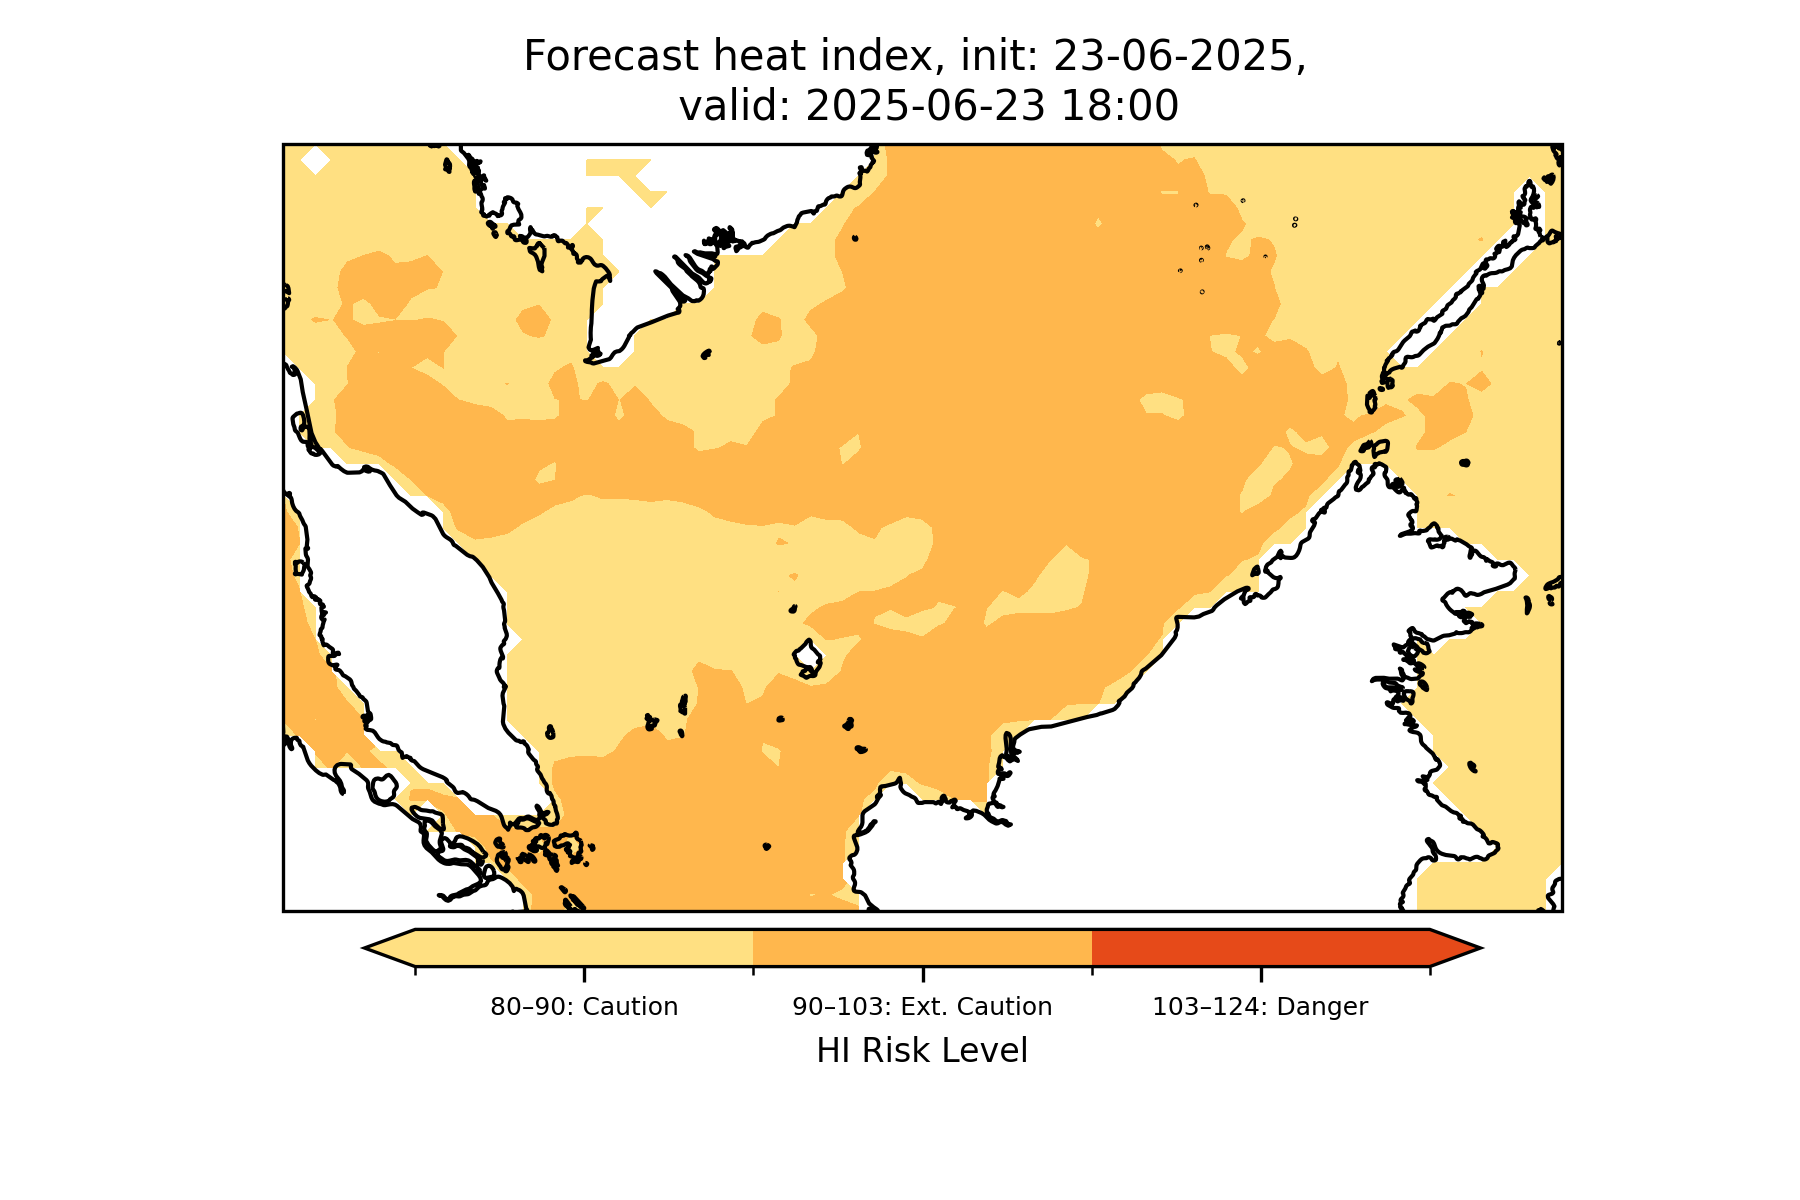 Forecast heat index, init: 23-06-2025,
valid: 2025-06-23 18:00
80–90: Caution
90–103: Ext. Caution
103–124: Danger
HI Risk Level